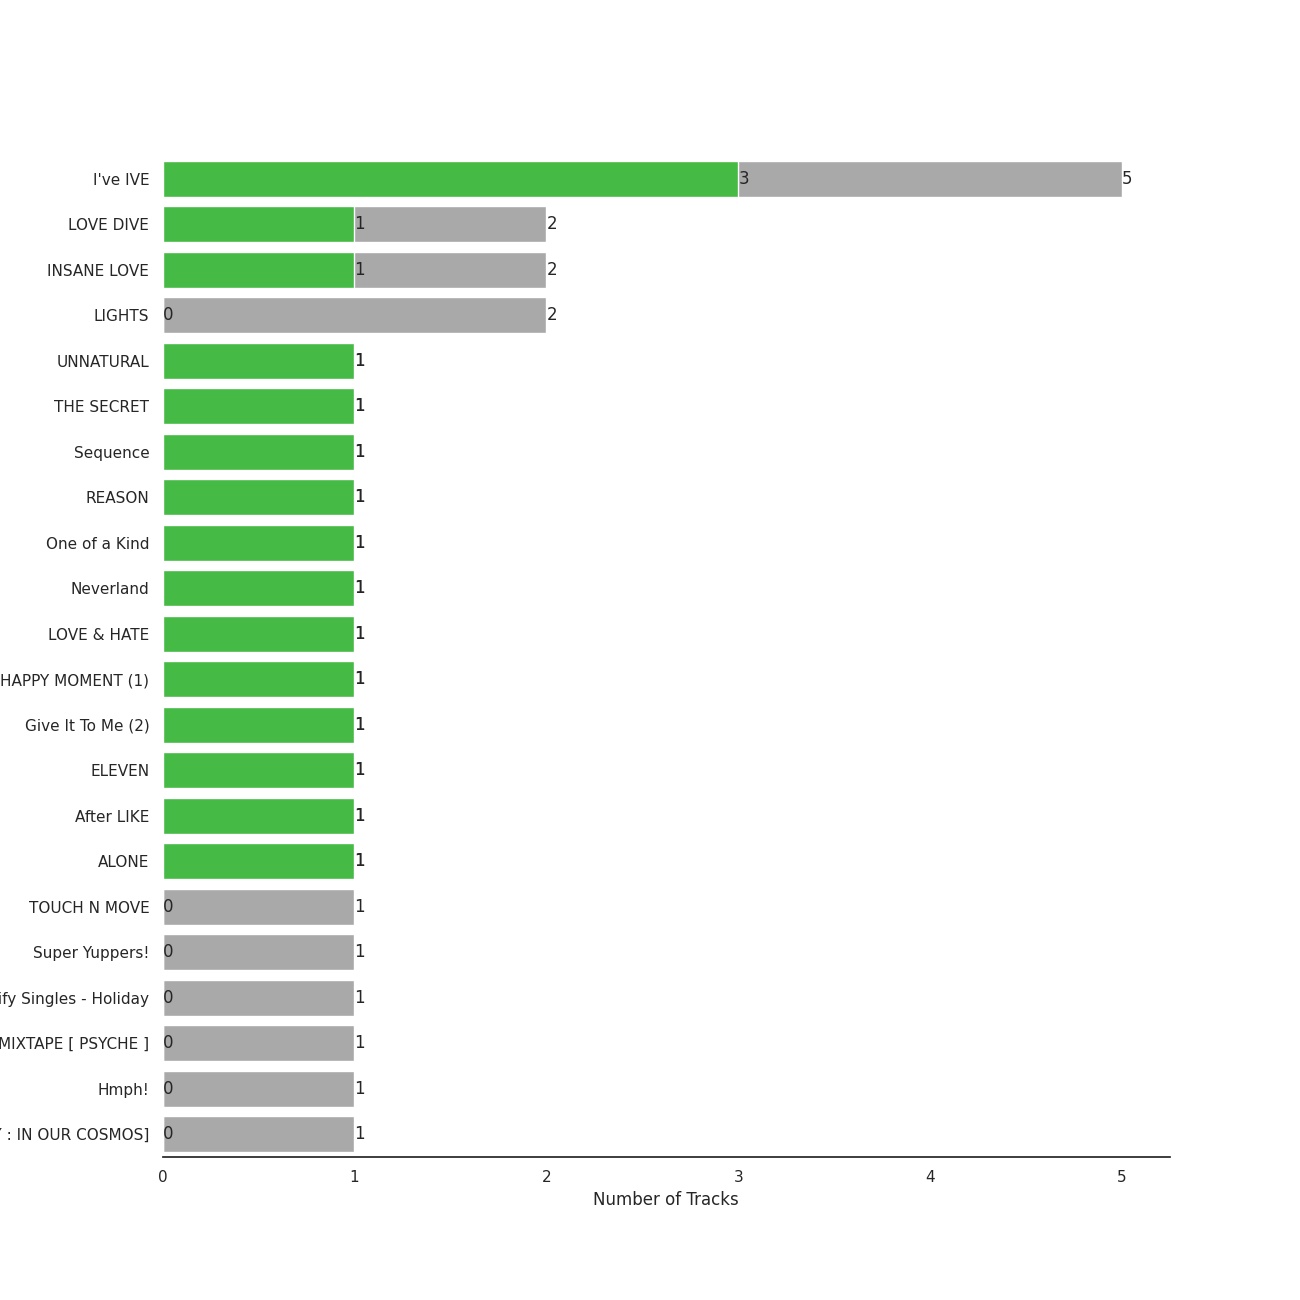 I've IVE 3 5
LOVE DIVE 1 2
INSANE LOVE 1 2
LIGHTS 0 2
UNNATURAL 1
THE SECRET 1
Sequence 1
REASON 1
One of a Kind 1
Neverland 1
LOVE & HATE 1
HAPPY MOMENT (1) 1
Give It To Me (2) 1
ELEVEN 1
After LIKE 1
ALONE 1
TOUCH N MOVE 0 1
Super Yuppers! 0 1
ify Singles - Holiday 0 1
MIXTAPE [ PSYCHE ] 0 1
Hmph! 0 1
: IN OUR COSMOS] 0 1
0 1 2 3 4 5
Number of Tracks